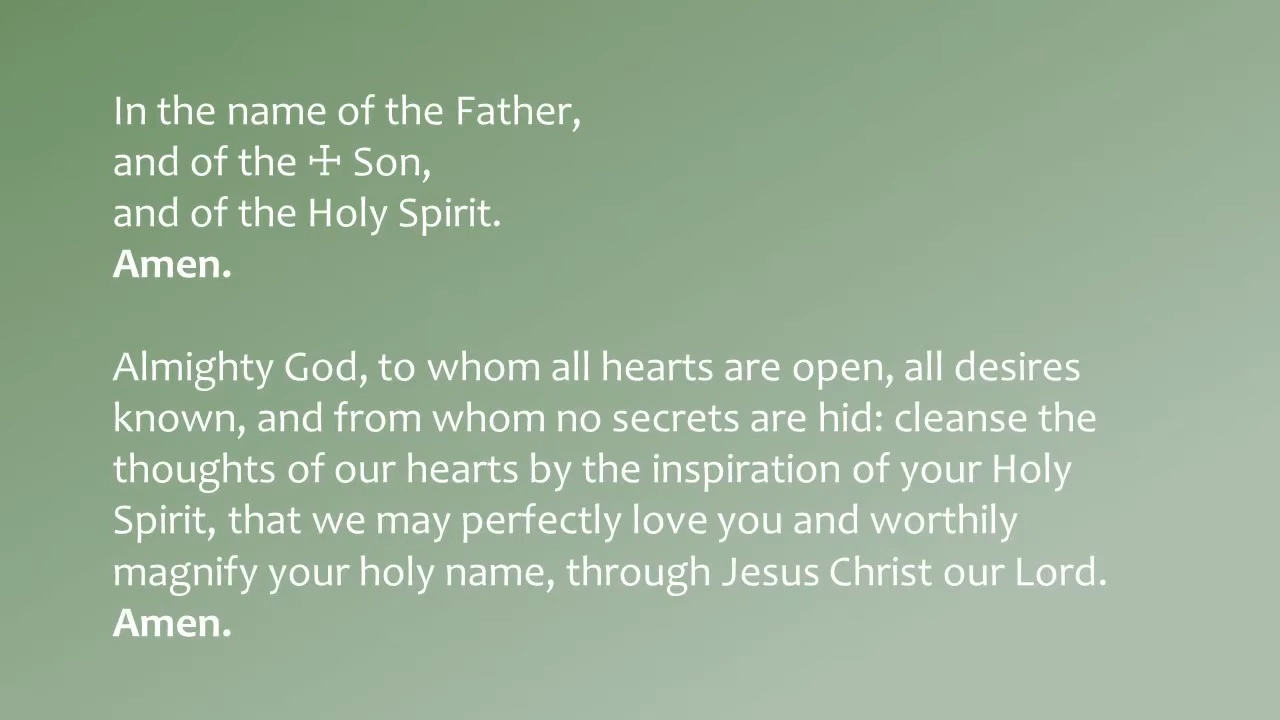 In the name of the Father,
and of the ☩ Son,
and of the Holy Spirit.
Amen.
Almighty God, to whom all hearts are open, all desires
known, and from whom no secrets are hid: cleanse the
thoughts of our hearts by the inspiration of your Holy
Spirit, that we may perfectly love you and worthily
magnify your holy name, through Jesus Christ our Lord.
Amen.